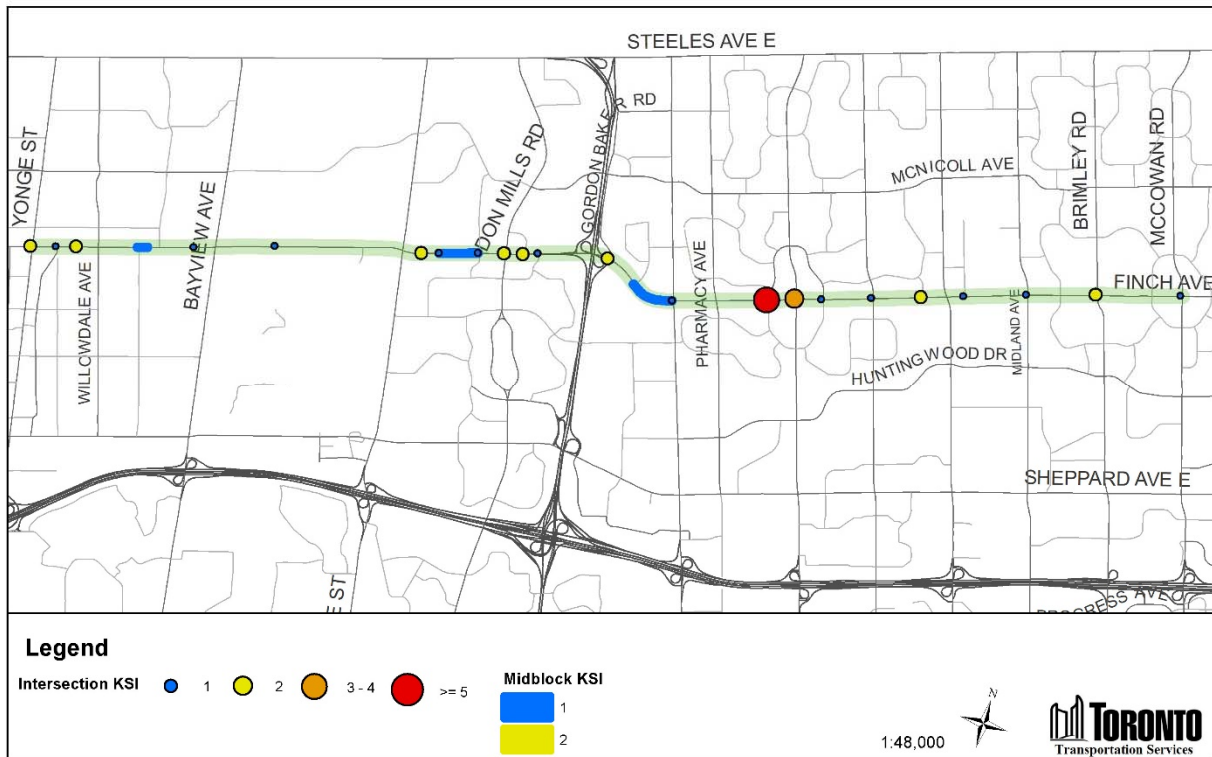 STEELES AVE E
YONGE ST
WILLOWDALE AVE
BAYVIEW AVE
DON MILLS RD
GORDON BAKER RD
PHARMACY AVE
MCNICOLL AVE
BRIMLEY RD
MCCOWAN RD
FINCH AVE
MIDLAND AVE
HUNTINGWOOD DR
SHEPPARD AVE E
E ST
PROGRESS AVE
Legend
Intersection KSI 1 2 3 - 4 >= 5
Midblock KSI
1
2
N
1:48,000
TORONTO
Transportation Services